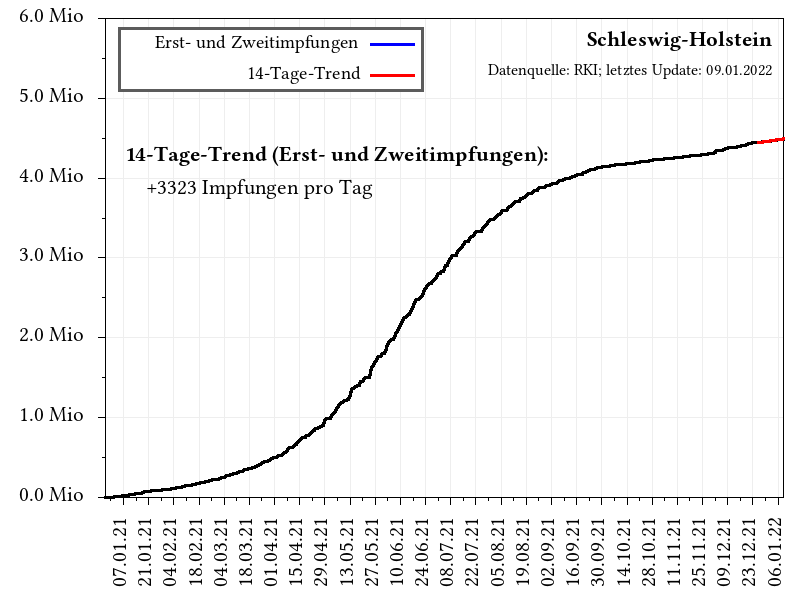 6.0 Mio
5.0 Mio
4.0 Mio
3.0 Mio
2.0 Mio
1.0 Mio
0.0 Mio
Erst- und Zweitimpfungen
14-Tage-Trend
Schleswig-Holstein
Datenquelle: RKI; letztes Update: 09.01.2022
14-Tage-Trend (Erst- und Zweitimpfungen):
+3323 Impfungen pro Tag
07.01.21
21.01.21
04.02.21
18.02.21
04.03.21
18.03.21
01.04.21
15.04.21
29.04.21
13.05.21
27.05.21
10.06.21
24.06.21
08.07.21
22.07.21
05.08.21
19.08.21
02.09.21
16.09.21
30.09.21
14.10.21
28.10.21
11.11.21
25.11.21
09.12.21
23.12.21
06.01.22